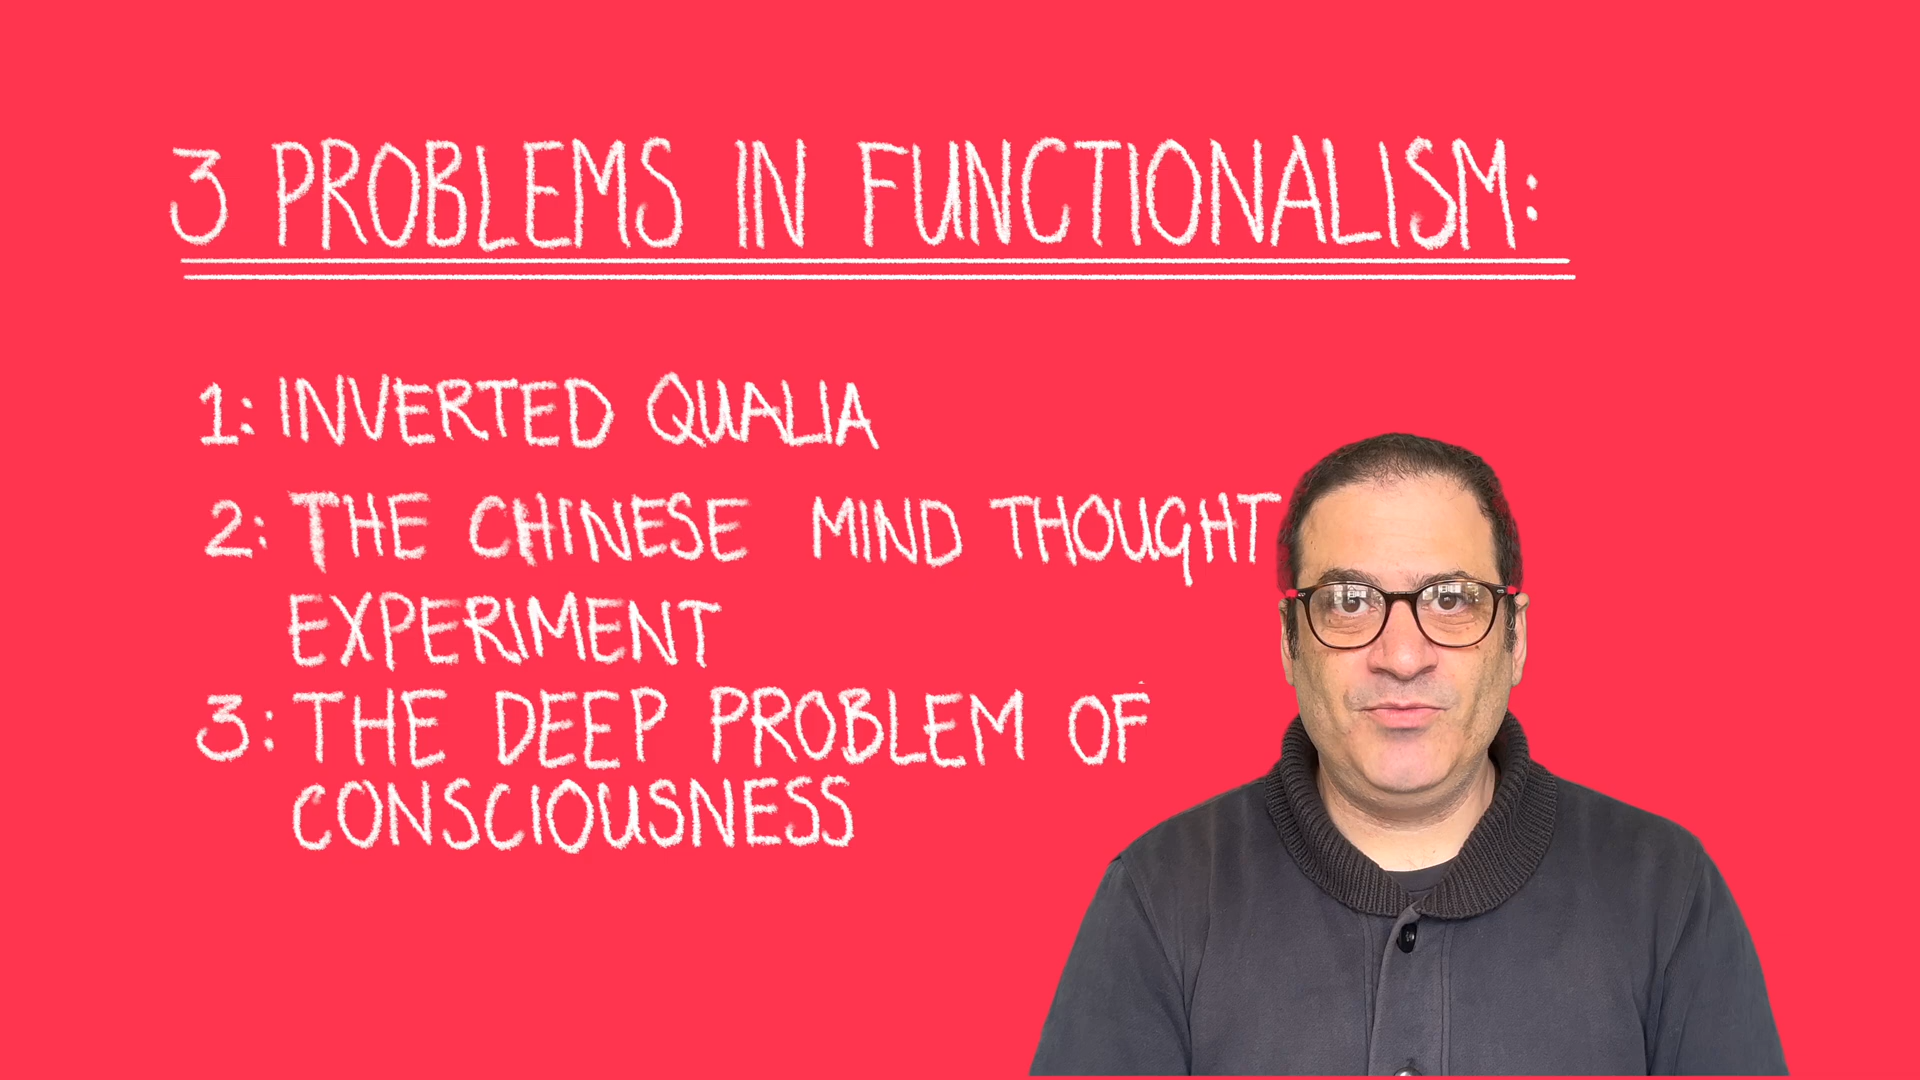 3 PROBLEMS IN FUNCTIONALISM:
1: INVERTED QUALIA
2: THE CHINESE MIND THOUGHT
EXPERIMENT
3: THE DEEP PROBLEM OF
CONSCIOUSNESS